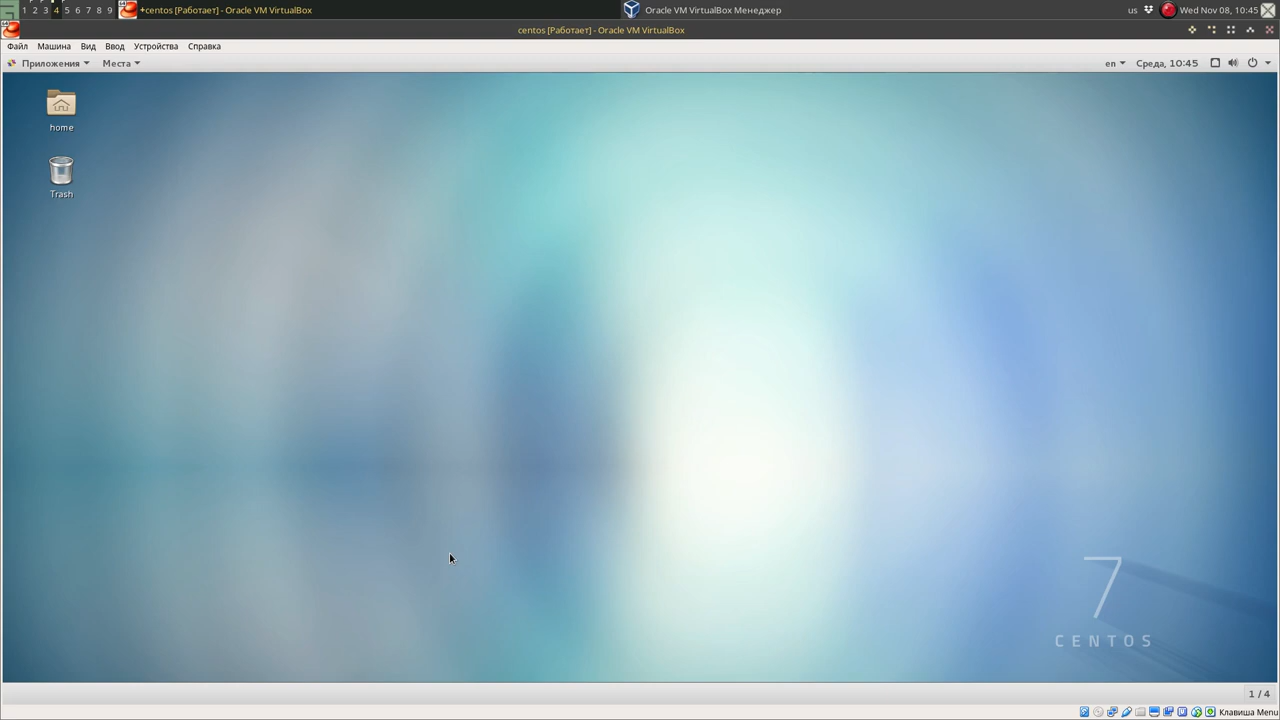 1 2 3 4 5 6 7 8 9 +centos [Работает] - Oracle VM VirtualBox Oracle VM VirtualBox Менеджер us Wed Nov 08, 10:45
centos [Работает] - Oracle VM VirtualBox
Файл Машина Вид Ввод Устройства Справка
Приложения Места en Среда, 10:45
home
Trash
7
CENTOS
1 / 4
Клавиша Menu